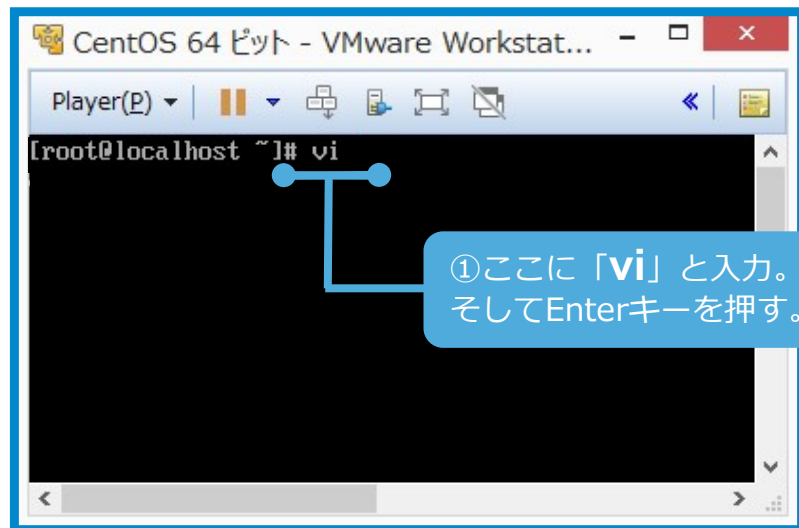 CentOS 64 ビット - VMware Workstat...
Player(P)
[root@localhost ~]# vi
①ここに「vi」と入力。
そしてEnterキーを押す。